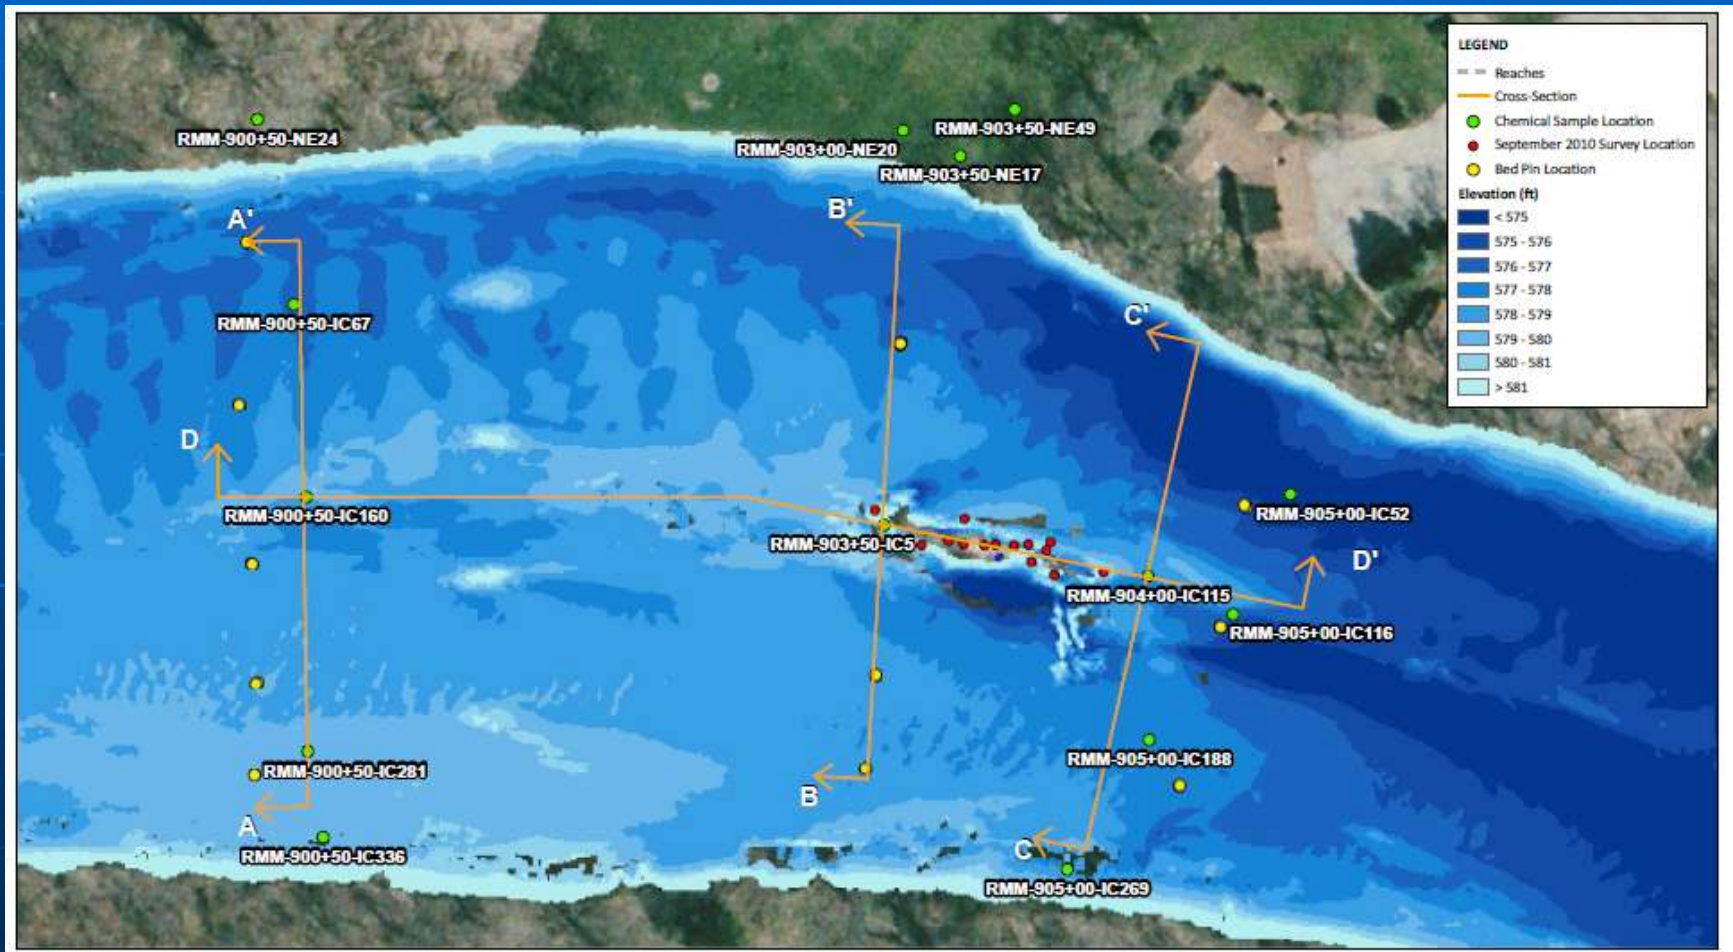 LEGEND
Reaches
Cross-Section
Chemical Sample Location
September 2010 Survey Location
Bed Pin Location
Elevation (ft)
< 575
575 - 576
576 - 577
577 - 578
578 - 579
579 - 580
580 - 581
> 581
RMM-900+50-NE24
RMM-903+50-NE49
RMM-903+00-NE20
RMM-903+50-NE17
A'
B'
C'
RMM-900+50-IC67
D
RMM-900+50-IC160
RMM-905+00-IC52
RMM-903+50-IC5
D'
RMM-904+00-IC115
RMM-905+00-IC116
RMM-905+00-IC188
RMM-900+50-IC281
B
A
C
RMM-900+50-IC336
RMM-905+00-IC269